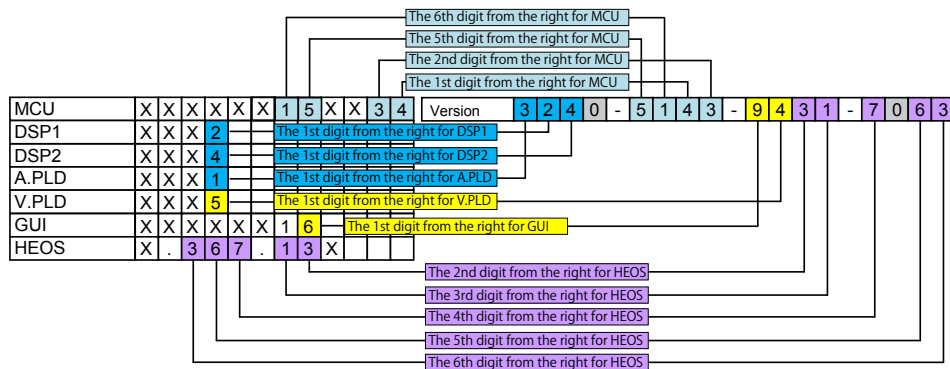 The 6th digit from the right for MCU
The 5th digit from the right for MCU
The 2nd digit from the right for MCU
The 1st digit from the right for MCU
MCU X X X X X X 1 5 X X 3 4 Version 3 2 4 0 - 5 1 4 3 - 9 4 3 1 - 7 0 6 3
DSP1 X X X 2 The 1st digit from the right for DSP1
DSP2 X X X 4 The 1st digit from the right for DSP2
A.PLD X X X 1 The 1st digit from the right for A.PLD
V.PLD X X X 5 The 1st digit from the right for V.PLD
GUI X X X X X X 1 6 The 1st digit from the right for GUI
HEOS X . 3 6 7 . 1 3 X
The 2nd digit from the right for HEOS
The 3rd digit from the right for HEOS
The 4th digit from the right for HEOS
The 5th digit from the right for HEOS
The 6th digit from the right for HEOS